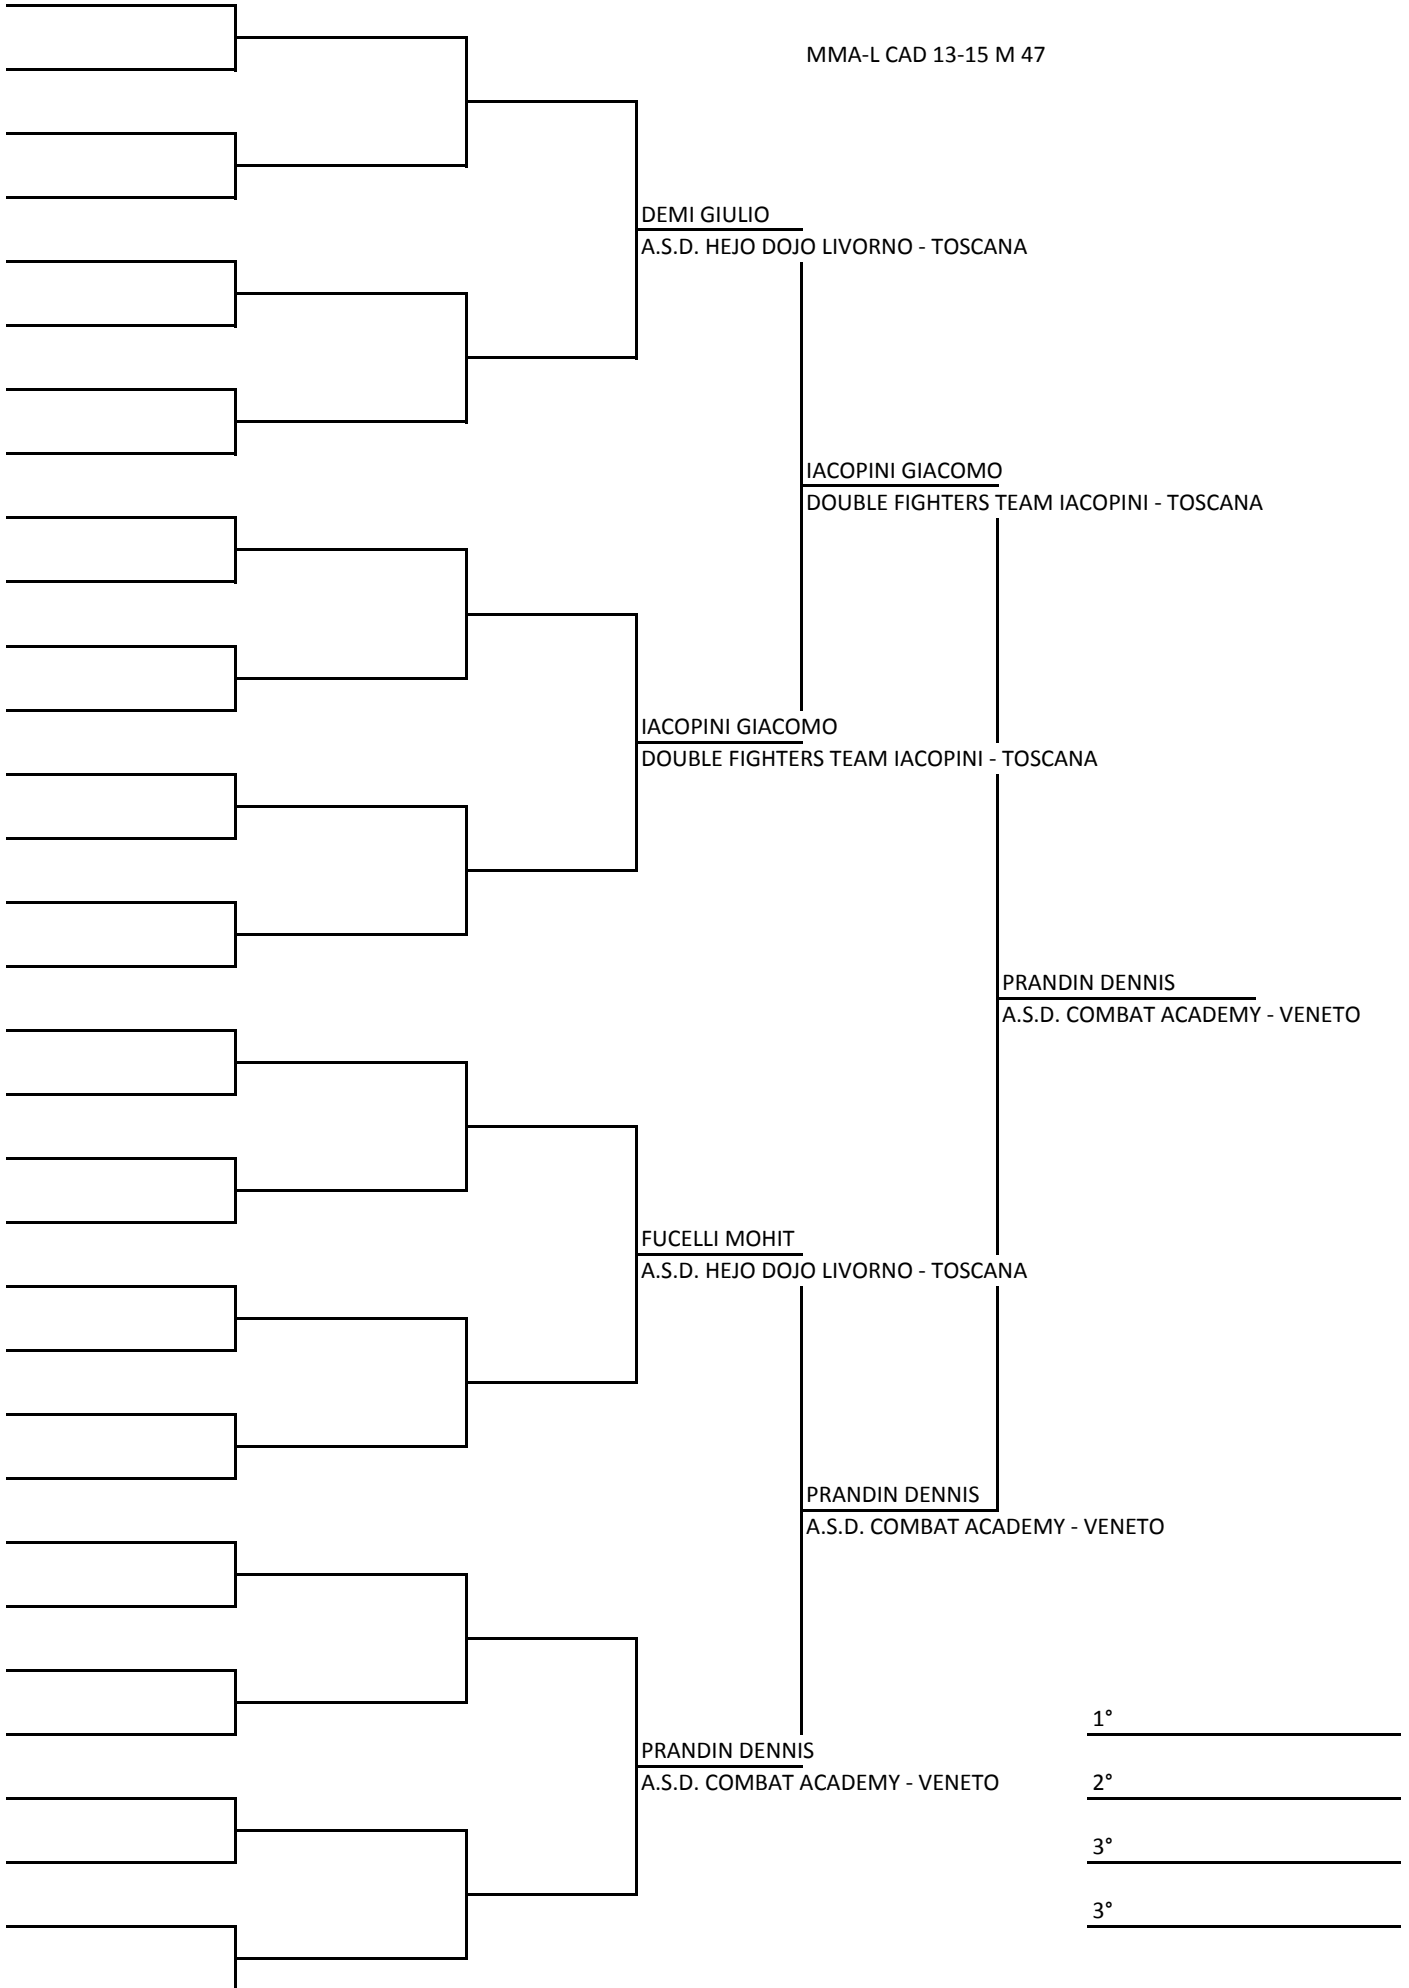 MMA-L CAD 13-15 M 47
DEMI GIULIO
A.S.D. HEJO DOJO LIVORNO - TOSCANA
IACOPINI GIACOMO
DOUBLE FIGHTERS TEAM IACOPINI - TOSCANA
IACOPINI GIACOMO
DOUBLE FIGHTERS TEAM IACOPINI - TOSCANA
PRANDIN DENNIS
A.S.D. COMBAT ACADEMY - VENETO
FUCELLI MOHIT
A.S.D. HEJO DOJO LIVORNO - TOSCANA
PRANDIN DENNIS
A.S.D. COMBAT ACADEMY - VENETO
PRANDIN DENNIS
A.S.D. COMBAT ACADEMY - VENETO
1°
2°
3°
3°